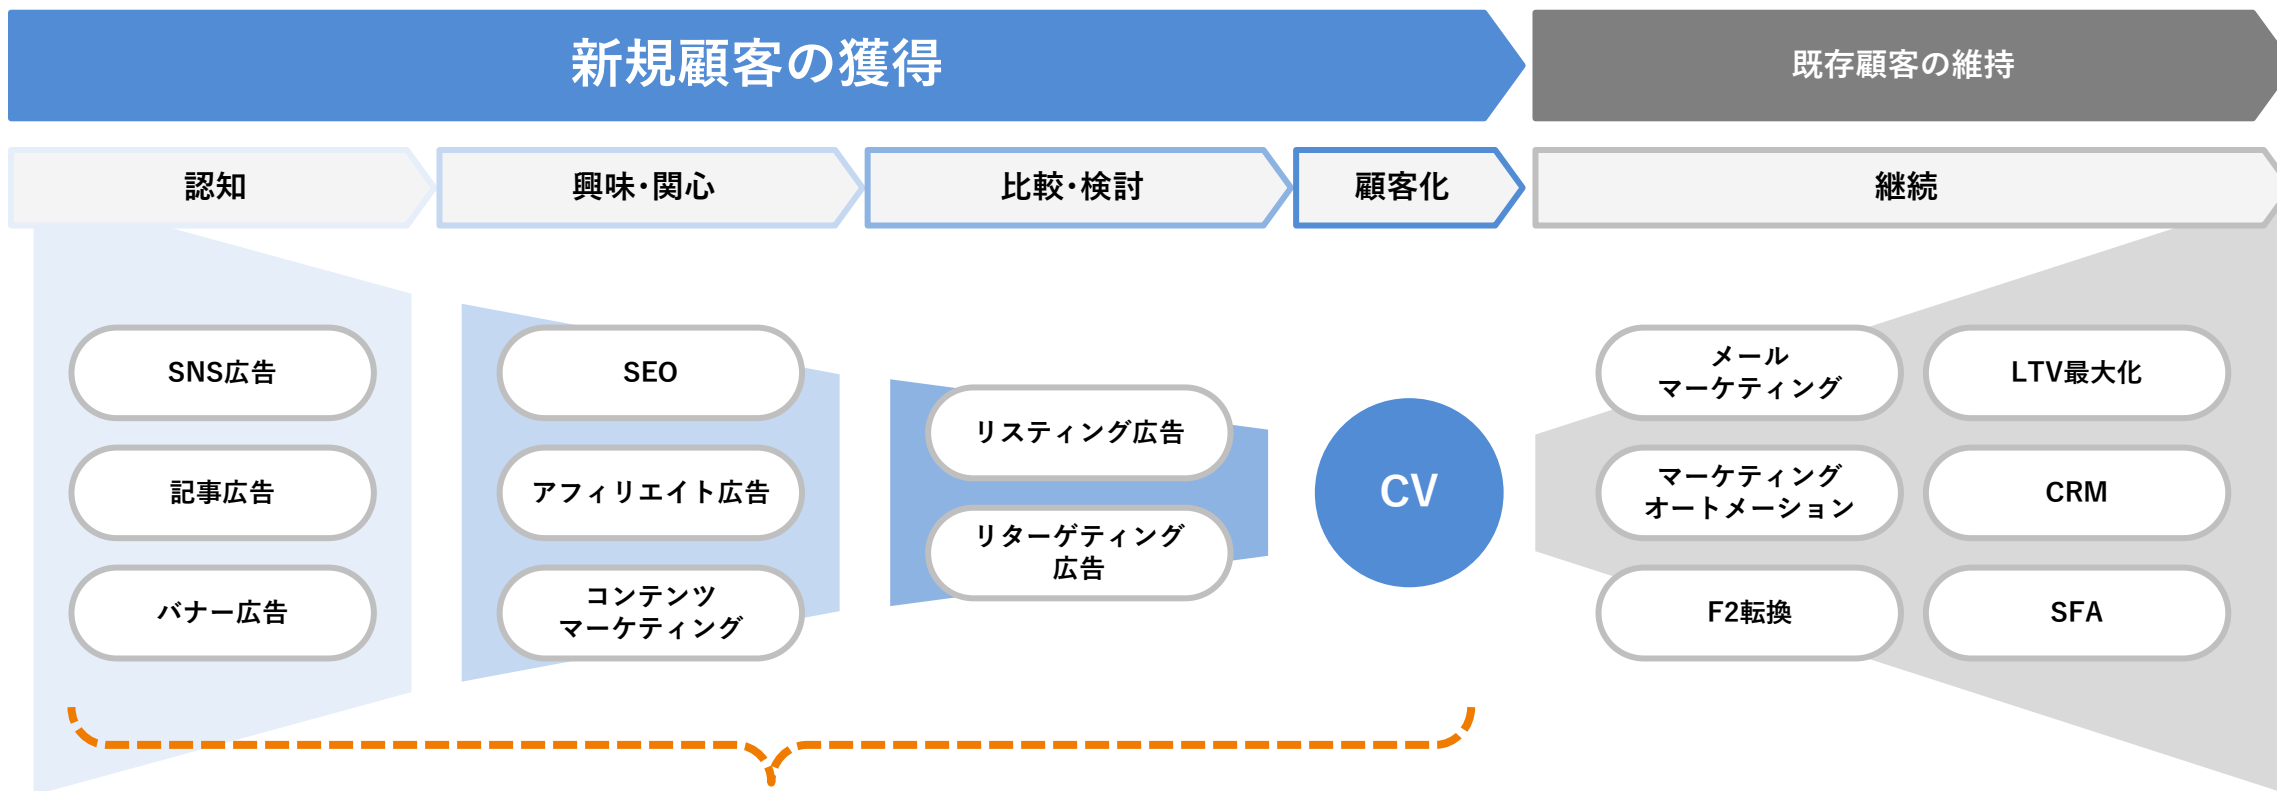 新規顧客の獲得
既存顧客の維持
認知
興味・関心
比較・検討
顧客化
継続
SNS広告
記事広告
バナー広告
SEO
アフィリエイト広告
コンテンツ
マーケティング
リスティング広告
リターゲティング
広告
CV
メール
マーケティング
マーケティング
オートメーション
F2転換
LTV最大化
CRM
SFA